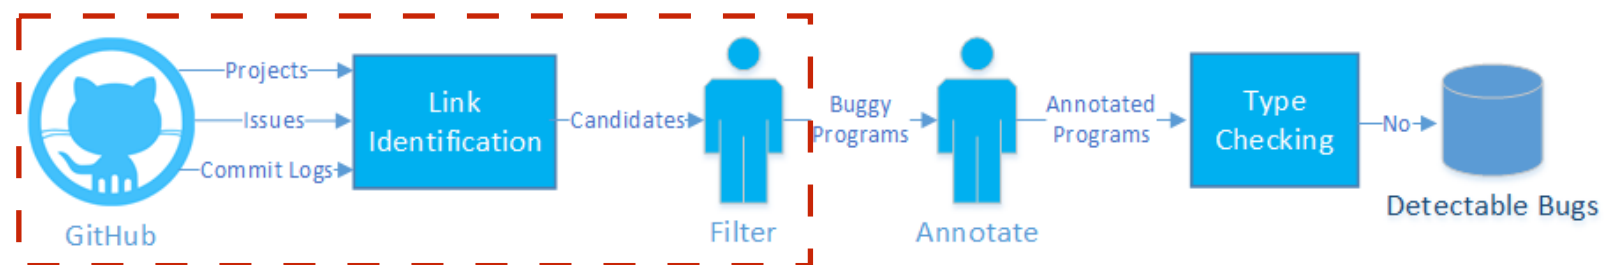 Projects
Issues
Commit Logs
GitHub
Link
Identification
Candidates
Filter
Buggy
Programs
Annotate
Annotated
Programs
Type
Checking
No
Detectable Bugs